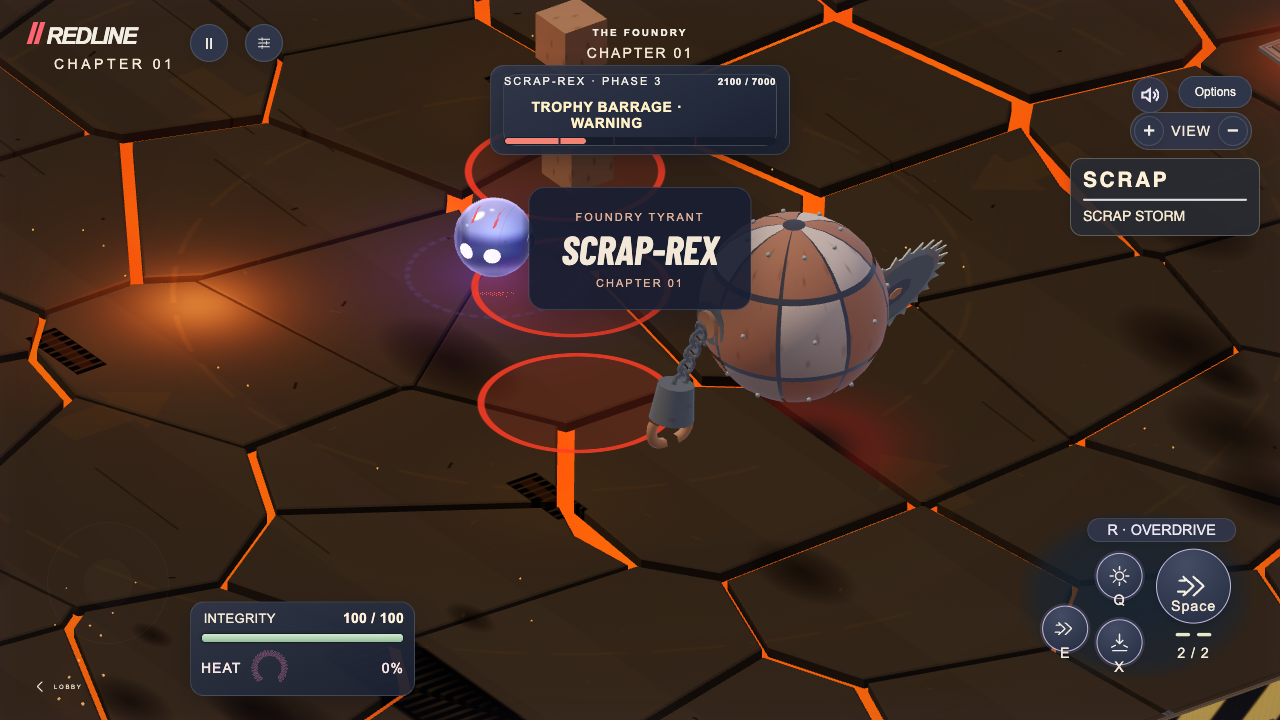 REDLINE
CHAPTER 01
THE FOUNDRY
CHAPTER 01
SCRAP-REX · PHASE 3
2100 / 7000
TROPHY BARRAGE ·
WARNING
Options
+ VIEW −
SCRAP
SCRAP STORM
FOUNDRY TYRANT
SCRAP-REX
CHAPTER 01
R · OVERDRIVE
Q
Space
E
X
2 / 2
INTEGRITY
100 / 100
HEAT
0%
LOBBY